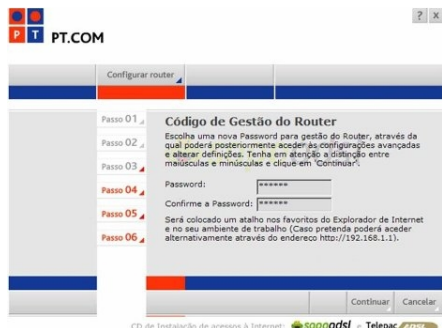 ? X
P T PT.COM
Configurar router
Passo 01
Passo 02
Passo 03
Passo 04
Passo 05
Passo 06
Código de Gestão do Router
Escolha uma nova Password para gestão do Router, através da
qual poderá posteriormente aceder às configurações avançadas
e alterar definições. Tenha em atenção a distinção entre
maiúsculas e minúsculas e clique em 'Continuar'.
Password: ******
Confirme a Password: ******
Será colocado um atalho nos favoritos do Explorador de Internet
e no seu ambiente de trabalho (Caso pretenda poderá aceder
alternativamente através do endereco http://192.168.1.1).
Continuar Cancelar
CD de Instalação de acessos à Internet: sapoadsl e Telepac ADSL